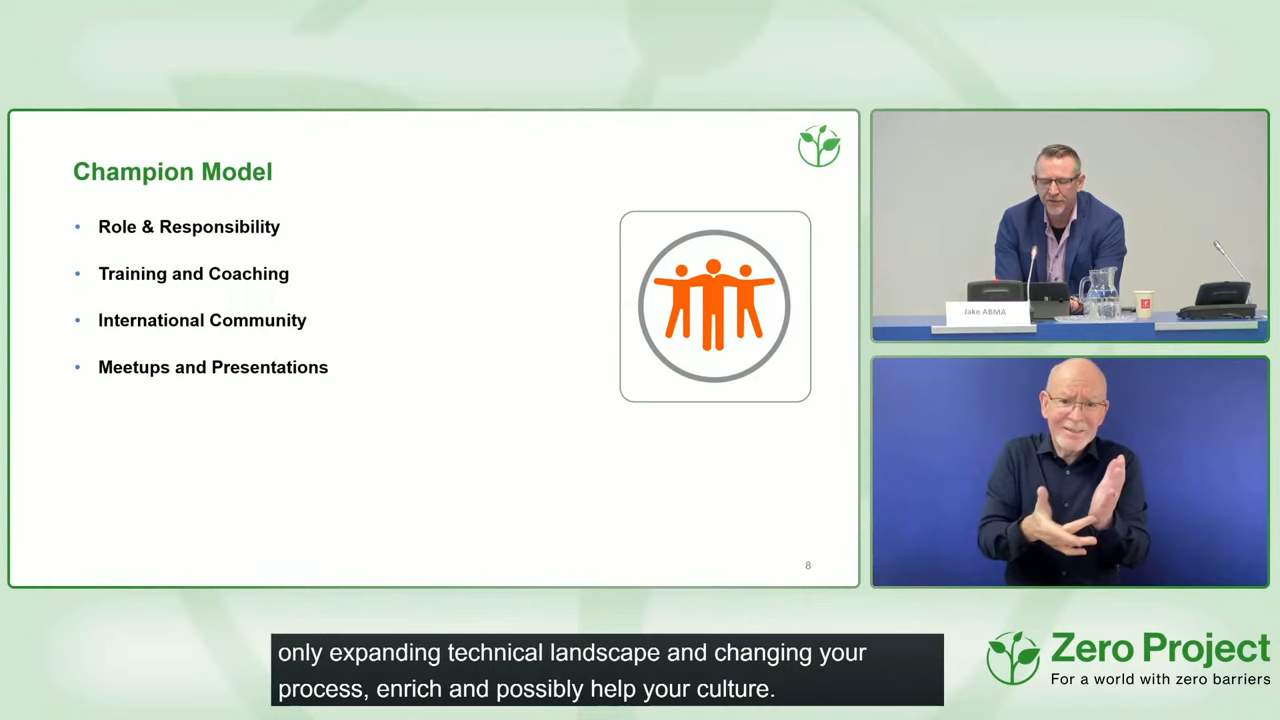 Champion Model
• Role & Responsibility
• Training and Coaching
• International Community
• Meetups and Presentations
8
Jake ABMA
only expanding technical landscape and changing your
process, enrich and possibly help your culture.
Zero Project
For a world with zero barriers